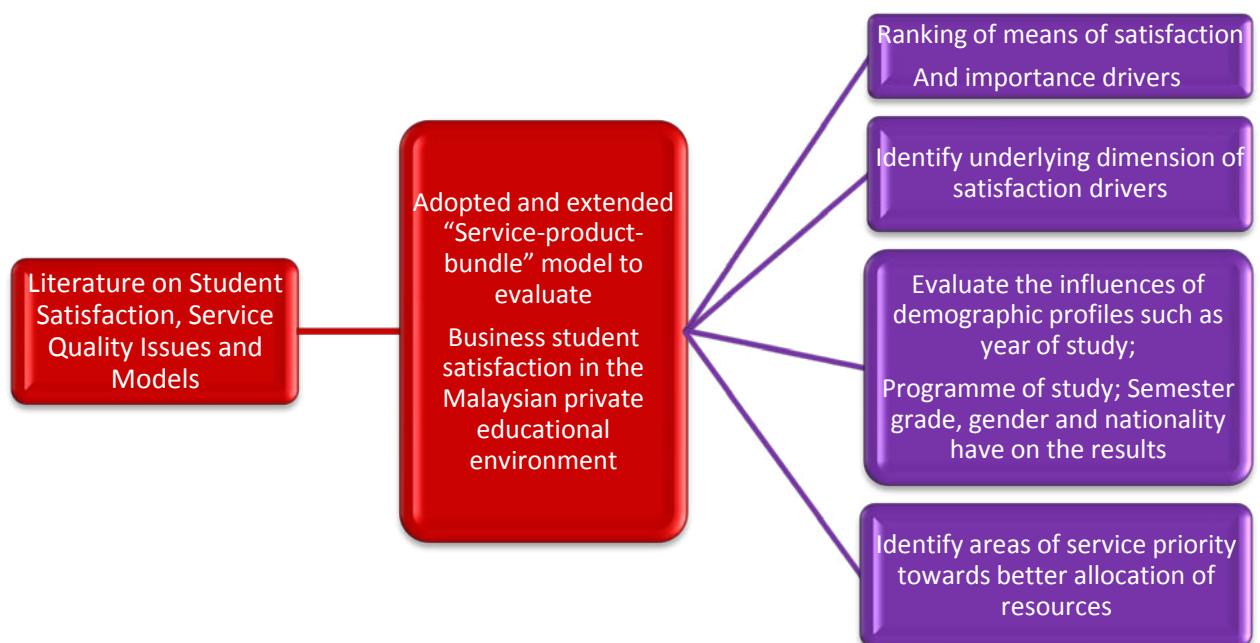 Literature on Student
Satisfaction, Service
Quality Issues and
Models
Adopted and extended
“Service-product-
bundle” model to
evaluate
Business student
satisfaction in the
Malaysian private
educational
environment
Ranking of means of satisfaction
And importance drivers
Identify underlying dimension of
satisfaction drivers
Evaluate the influences of
demographic profiles such as
year of study;
Programme of study; Semester
grade, gender and nationality
have on the results
Identify areas of service priority
towards better allocation of
resources